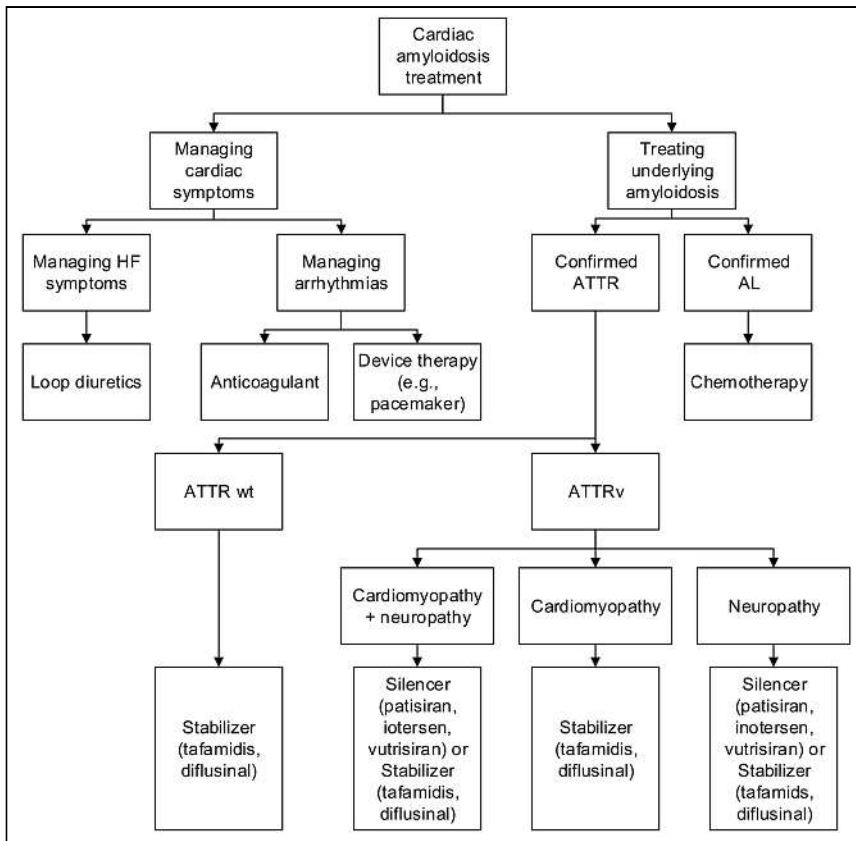 Cardiac
amyloidosis
treatment
Managing
cardiac
symptoms
Treating
underlying
amyloidosis
Managing HF
symptoms
Managing
arrhythmias
Confirmed
ATTR
Confirmed
AL
Loop diuretics
Anticoagulant
Device therapy
(e.g.,
pacemaker)
Chemotherapy
ATTR wt
ATTRv
Cardiomyopathy
+ neuropathy
Cardiomyopathy
Neuropathy
Stabilizer
(tafamidis,
diflusinal)
Silencer
(patisiran,
iotersen,
vutrisiran) or
Stabilizer
(tafamidis,
diflusinal)
Stabilizer
(tafamidis,
diflusinal)
Silencer
(patisiran,
inotersen,
vutrisiran) or
Stabilizer
(tafamidis,
diflusinal)